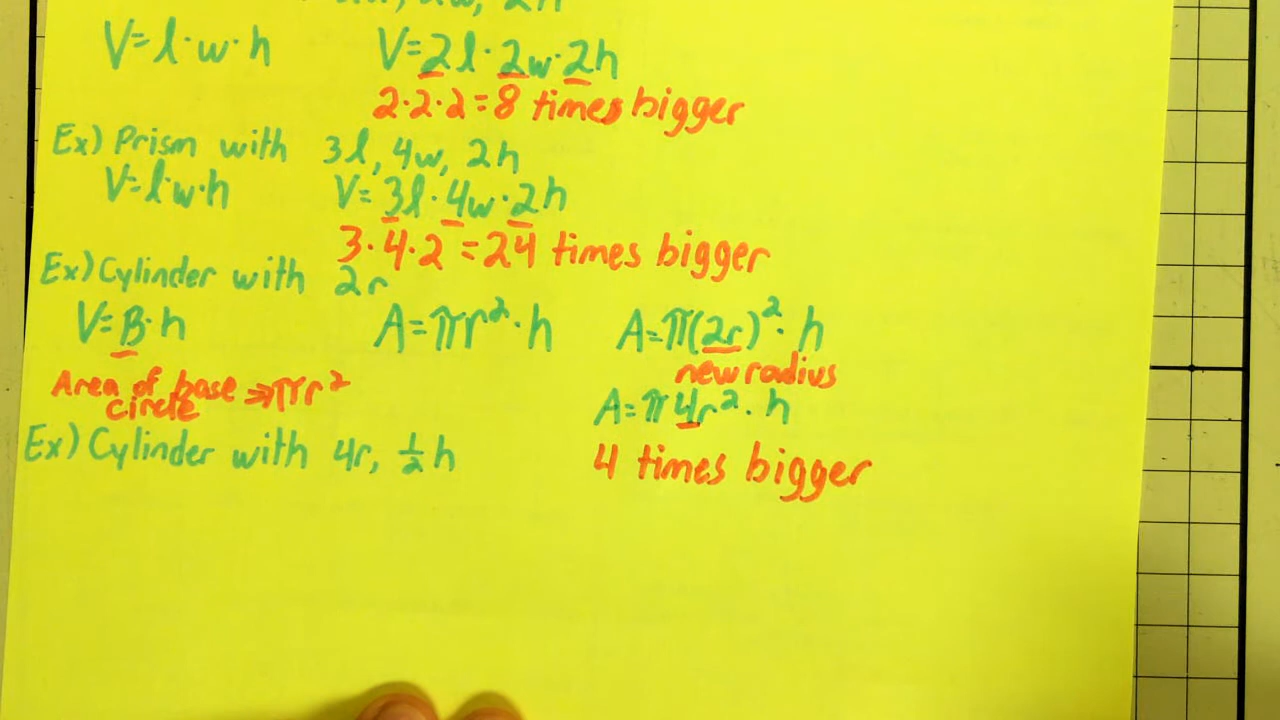 2w, 2h
V=l·w·h V=2l·2w·2h
2·2·2=8 times bigger
Ex) Prism with 3l, 4w, 2h
V=l·w·h V=3l·4w·2h
3·4·2=24 times bigger
Ex) Cylinder with 2r
V=B·h A=πr²·h A=π(2r)²·h
new radius
Area of base ⇒πr²
circle
A=π4r²·h
Ex) Cylinder with 4r, ½h
4 times bigger